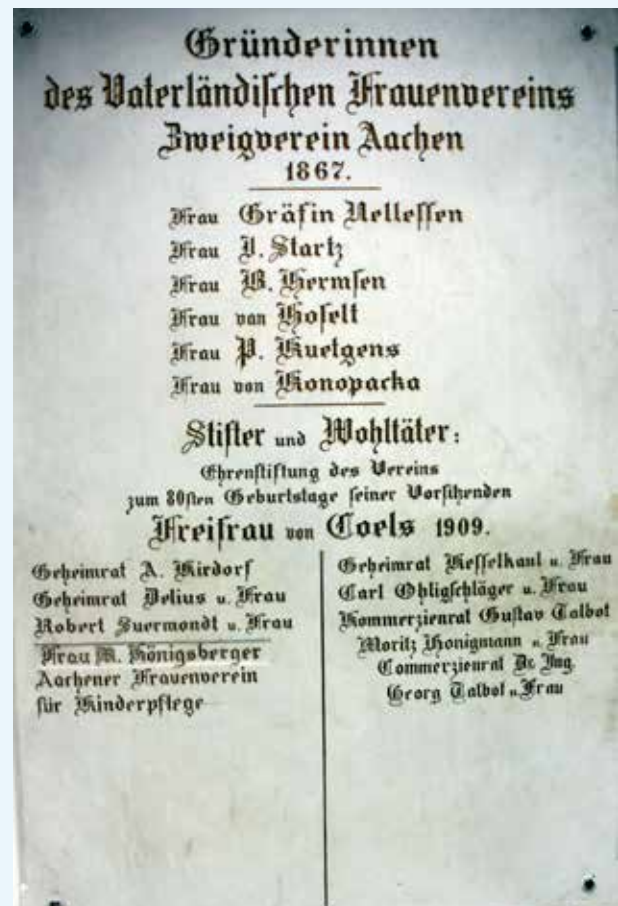 Gründerinnen
des Vaterländiſchen Frauenvereins
Zweigverein Aachen
1867.
Frau Gräfin Nelleſſen
Frau J. Startz
Frau B. Hermſen
Frau van Hoſelt
Frau P. Kuetgens
Frau von Konopacka
Stifter und Wohltäter:
Ehrenſtiftung des Vereins
zum 80ſten Geburtstage ſeiner Vorſitzenden
Freifrau von Coels 1909.
Geheimrat A. Kirdorf
Geheimrat Delius u. Frau
Robert Suermondt u. Frau
Frau M. Königsberger
Aachener Frauenverein
für Kinderpflege
Geheimrat Keſſelkaul u. Frau
Carl Ohligſchläger u. Frau
Kommerzienrat Guſtav Talbot
Moritz Honigmann u. Frau
Commerzienrat Dr. Ing.
Georg Talbot u. Frau